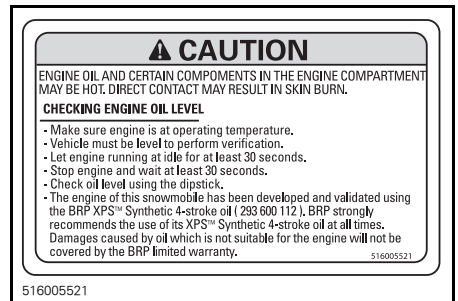 ⚠ CAUTION
ENGINE OIL AND CERTAIN COMPOMENTS IN THE ENGINE COMPARTMENT
MAY BE HOT. DIRECT CONTACT MAY RESULT IN SKIN BURN.
CHECKING ENGINE OIL LEVEL
- Make sure engine is at operating temperature.
- Vehicle must be level to perform verification.
- Let engine running at idle for at least 30 seconds.
- Stop engine and wait at least 30 seconds.
- Check oil level using the dipstick.
- The engine of this snowmobile has been developed and validated using
the BRP XPS™ Synthetic 4-stroke oil ( 293 600 112 ). BRP strongly
recommends the use of its XPS™ Synthetic 4-stroke oil at all times.
Damages caused by oil which is not suitable for the engine will not be
covered by the BRP limited warranty.
516005521
516005521